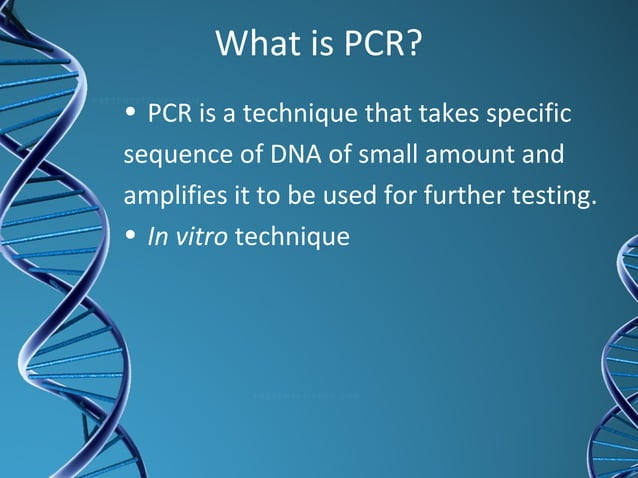 What is PCR?
• PCR is a technique that takes specific
sequence of DNA of small amount and
amplifies it to be used for further testing.
• In vitro technique